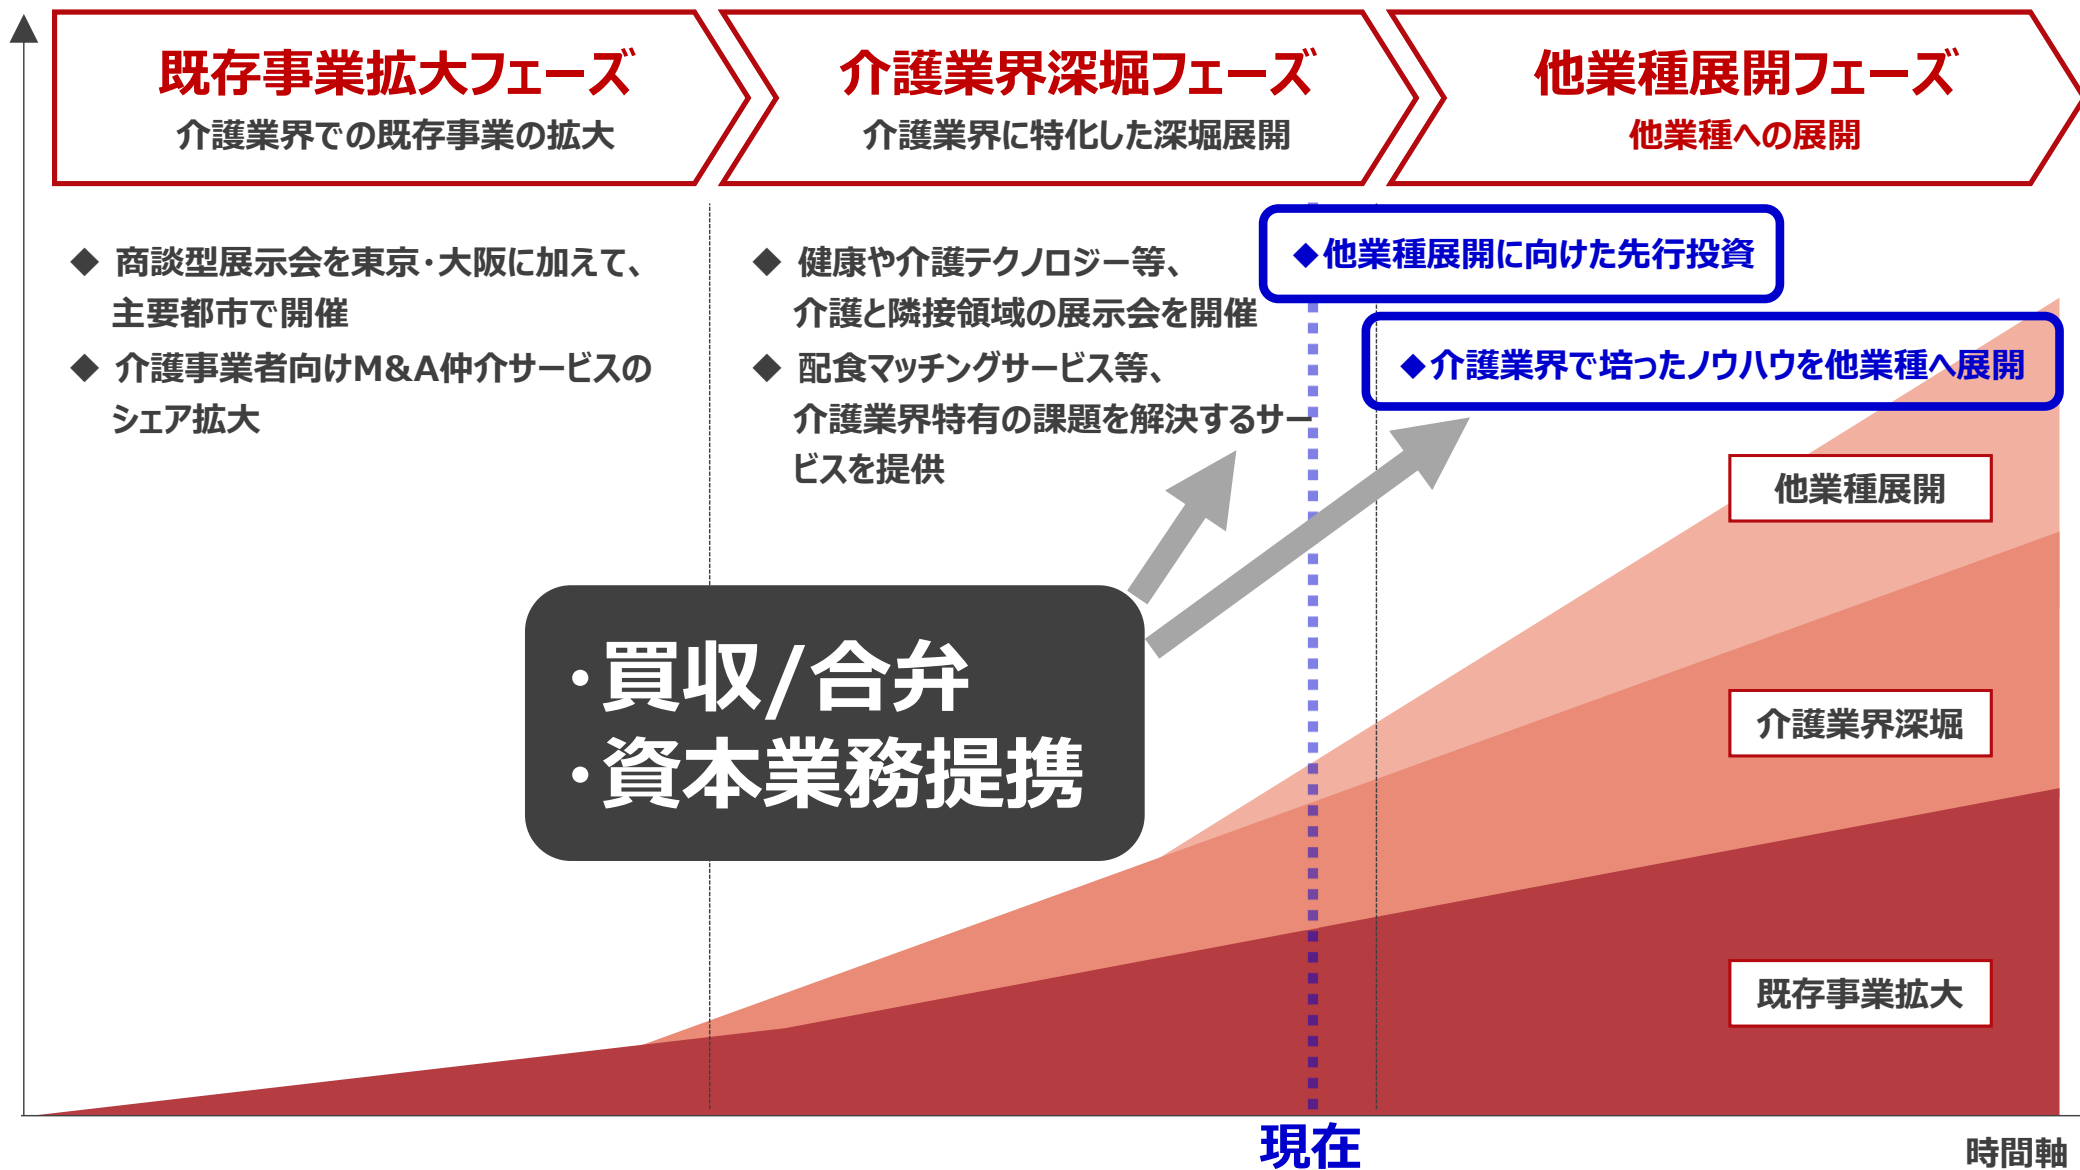 既存事業拡大フェーズ
介護業界での既存事業の拡大
介護業界深堀フェーズ
介護業界に特化した深堀展開
他業種展開フェーズ
他業種への展開
◆ 商談型展示会を東京・大阪に加えて、
主要都市で開催
◆ 介護事業者向けM&A仲介サービスの
シェア拡大
◆ 健康や介護テクノロジー等、
介護と隣接領域の展示会を開催
◆ 配食マッチングサービス等、
介護業界特有の課題を解決するサー
ビスを提供
◆他業種展開に向けた先行投資
◆介護業界で培ったノウハウを他業種へ展開
・買収/合弁
・資本業務提携
他業種展開
介護業界深堀
既存事業拡大
現在
時間軸